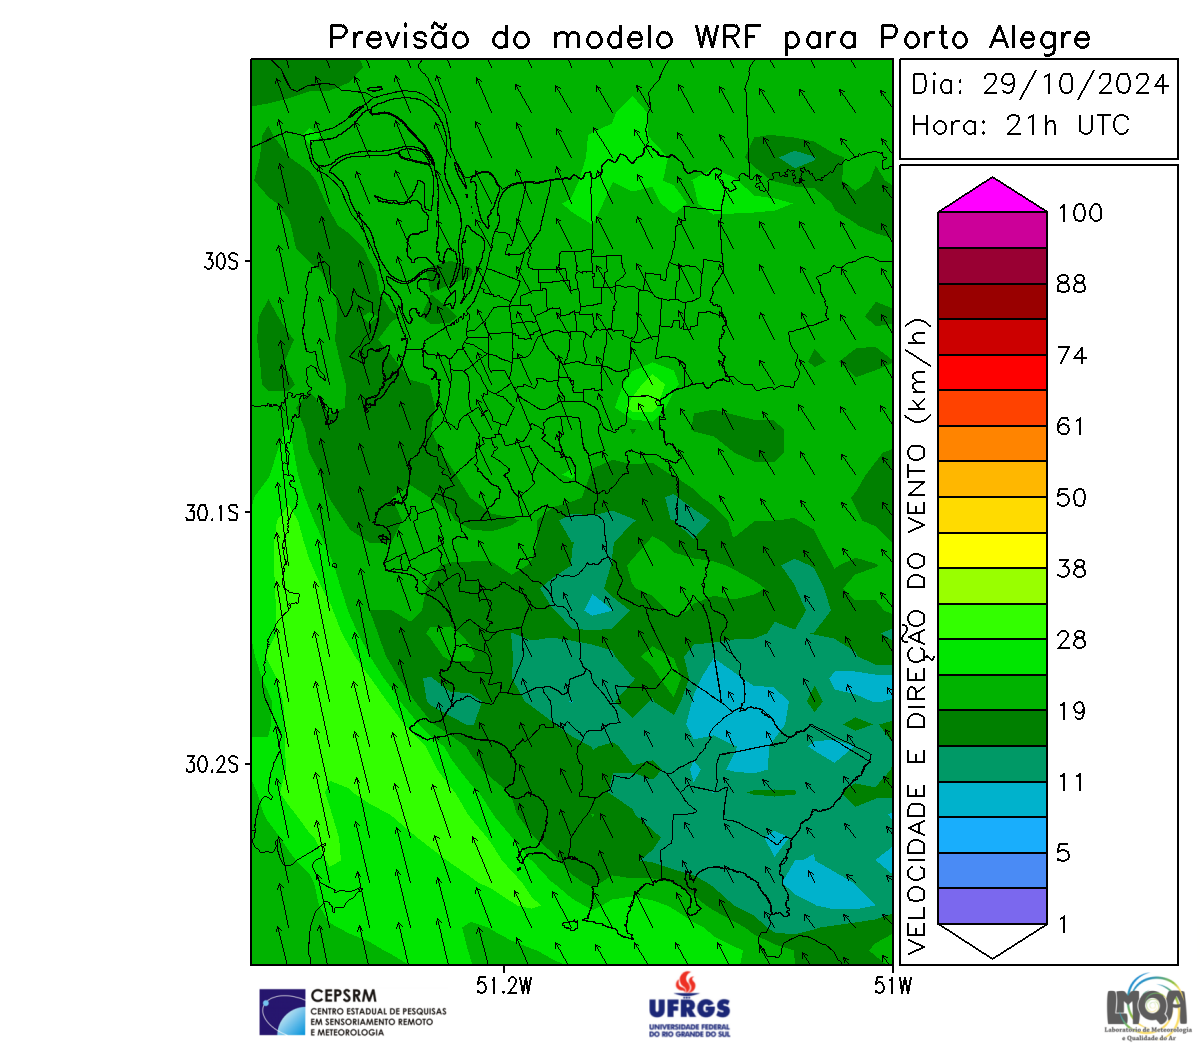 Previsão do modelo WRF para Porto Alegre
Dia: 29/10/2024
Hora: 21h UTC
100
88
74
61
50
38
28
19
11
5
1
VELOCIDADE E DIREÇÃO DO VENTO (km/h)
30S
30.1S
30.2S
51.2W
51W
CEPSRM
CENTRO ESTADUAL DE PESQUISAS
EM SENSORIAMENTO REMOTO
E METEOROLOGIA
UFRGS
UNIVERSIDADE FEDERAL
DO RIO GRANDE DO SUL
LMQA
Laboratório de Meteorologia
e Qualidade do Ar